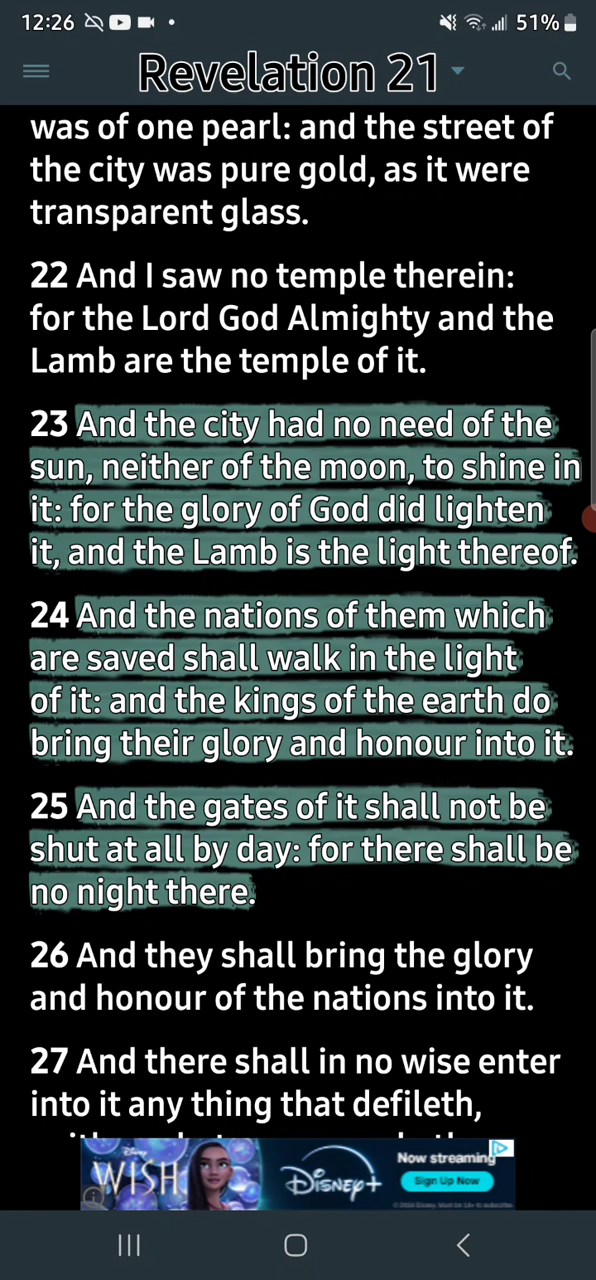 12:26 51%
Revelation 21
was of one pearl: and the street of
the city was pure gold, as it were
transparent glass.
22 And I saw no temple therein:
for the Lord God Almighty and the
Lamb are the temple of it.
23 And the city had no need of the
sun, neither of the moon, to shine in
it: for the glory of God did lighten
it, and the Lamb is the light thereof.
24 And the nations of them which
are saved shall walk in the light
of it: and the kings of the earth do
bring their glory and honour into it.
25 And the gates of it shall not be
shut at all by day: for there shall be
no night there.
26 And they shall bring the glory
and honour of the nations into it.
27 And there shall in no wise enter
into it any thing that defileth,
Disney
WISH
Disney+
Now streaming
Sign Up Now